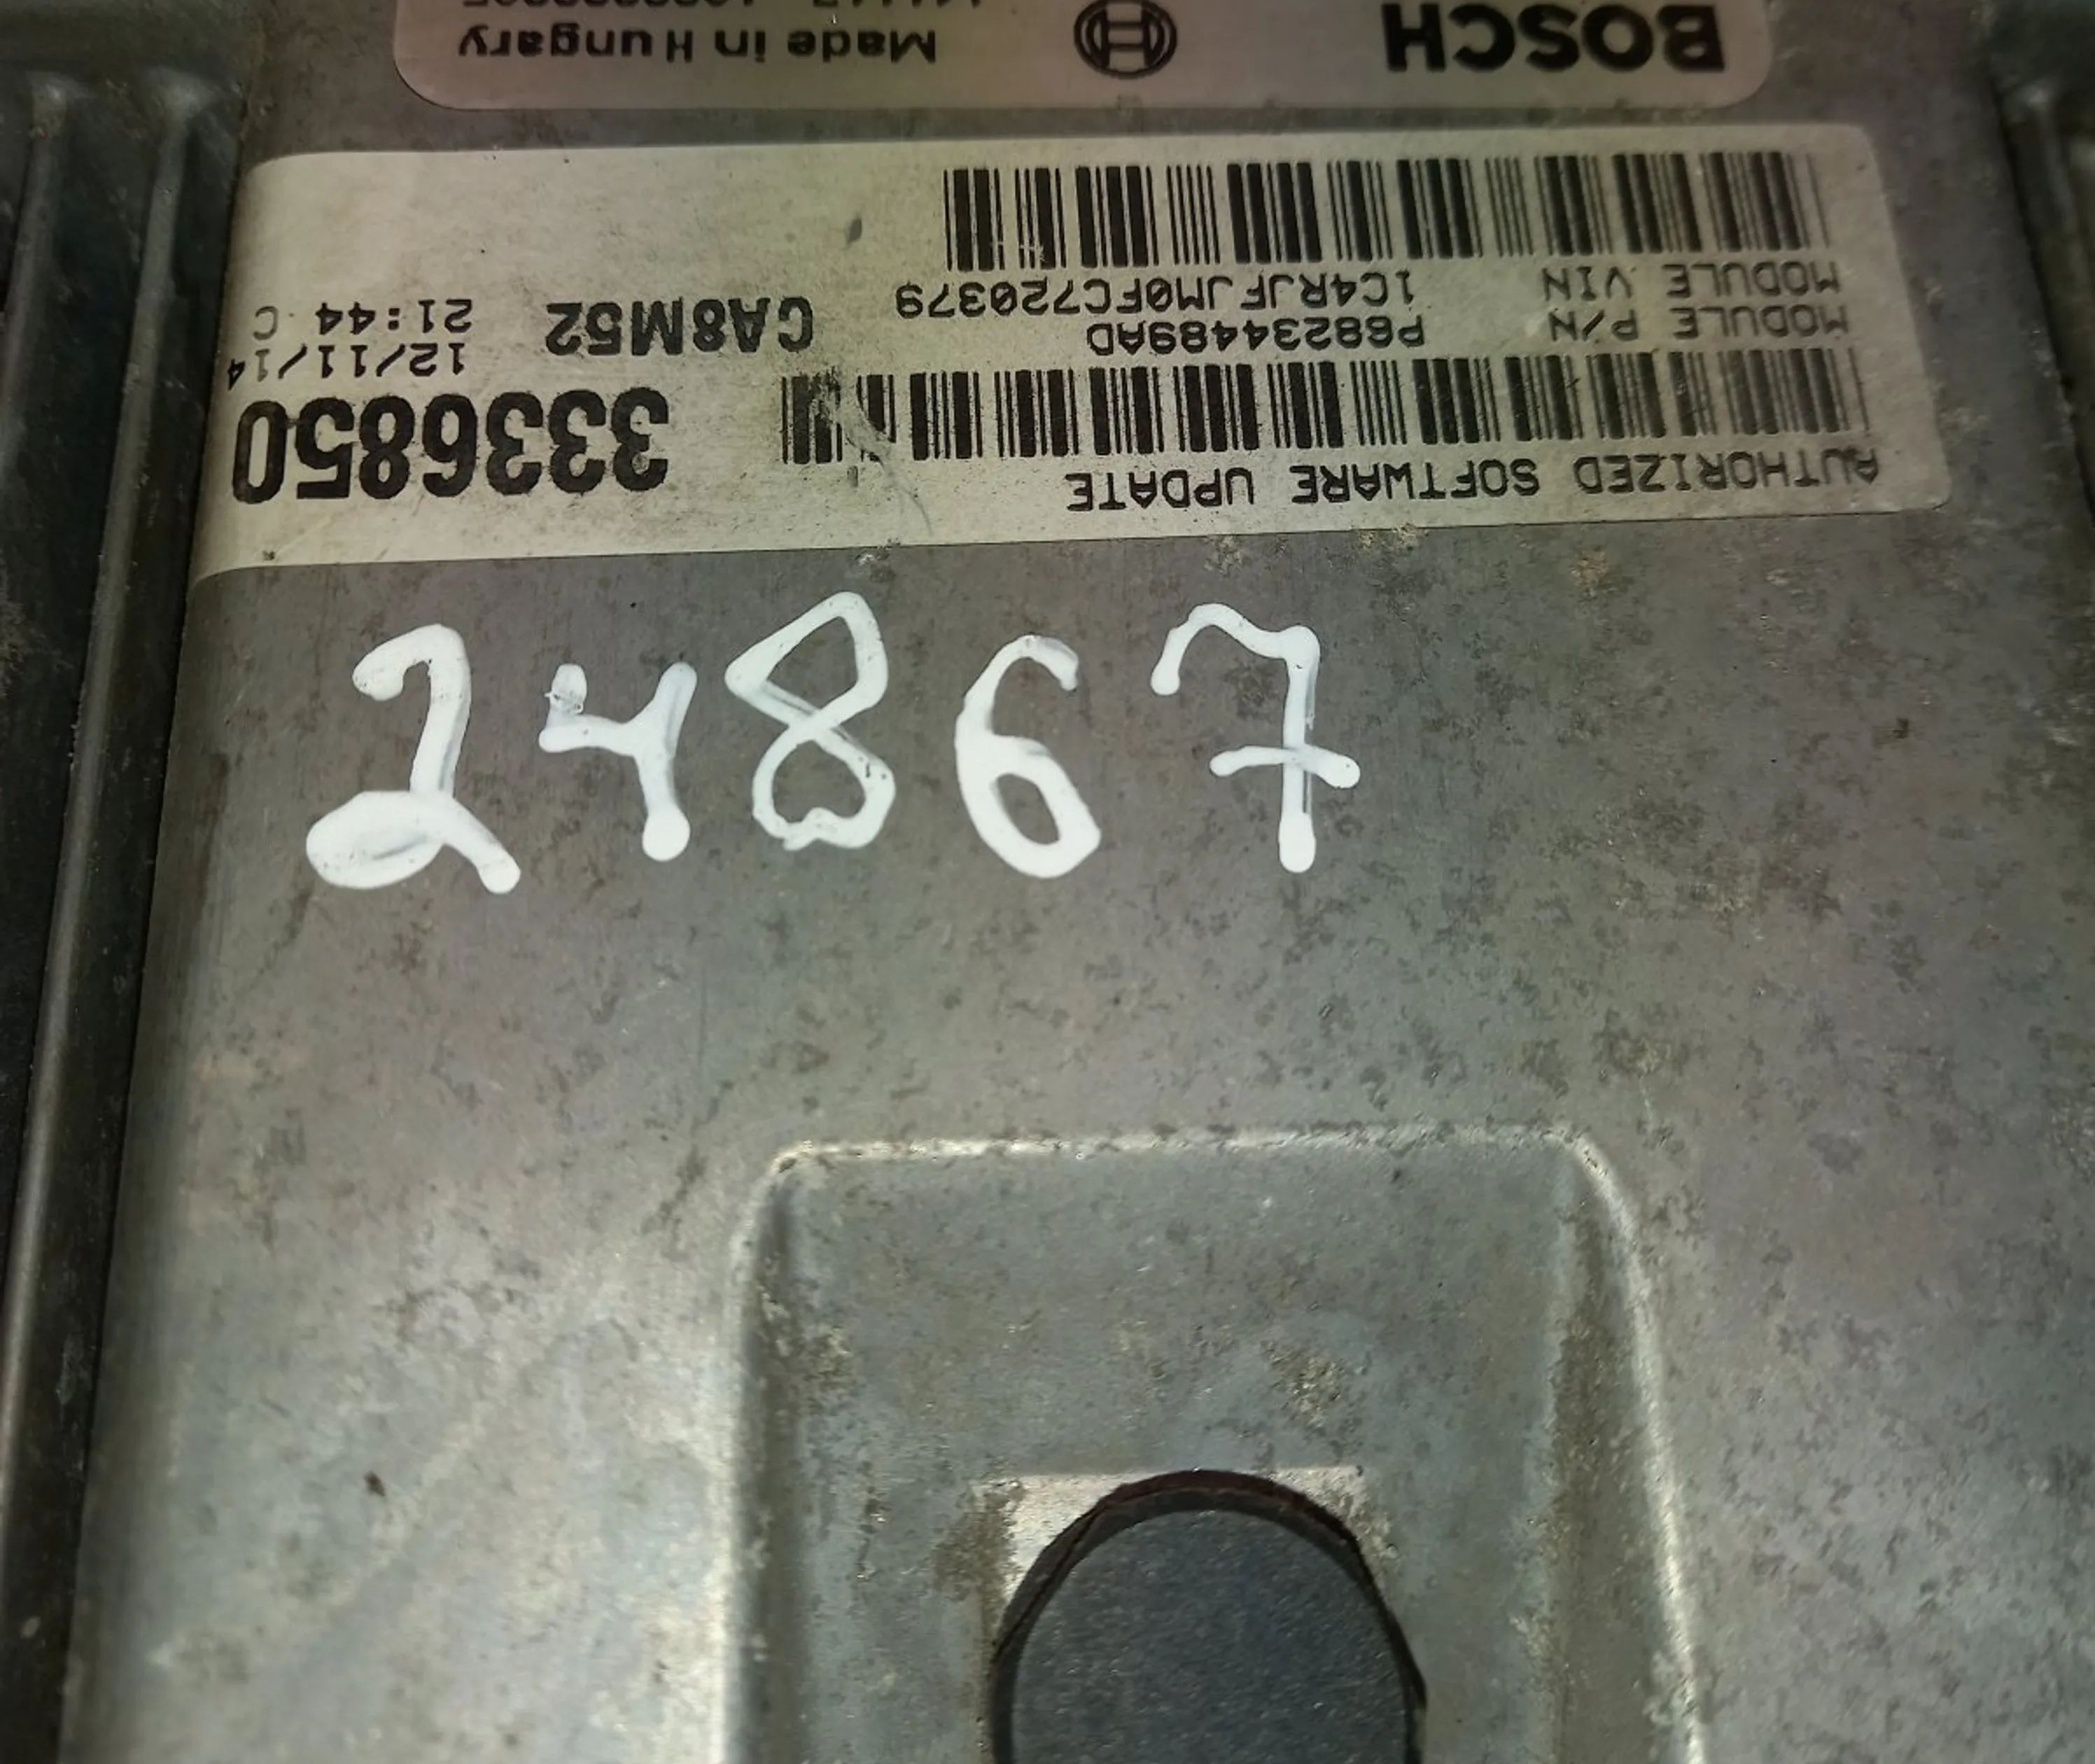 24867
AUTHORIZED SOFTWARE UPDATE
3336850
MODULE P/N P68234489AD
12/11/14
MODULE VIN 1C4RJFJM0FC720379
CA8M52
21:44 C
BOSCH
Made in Hungary